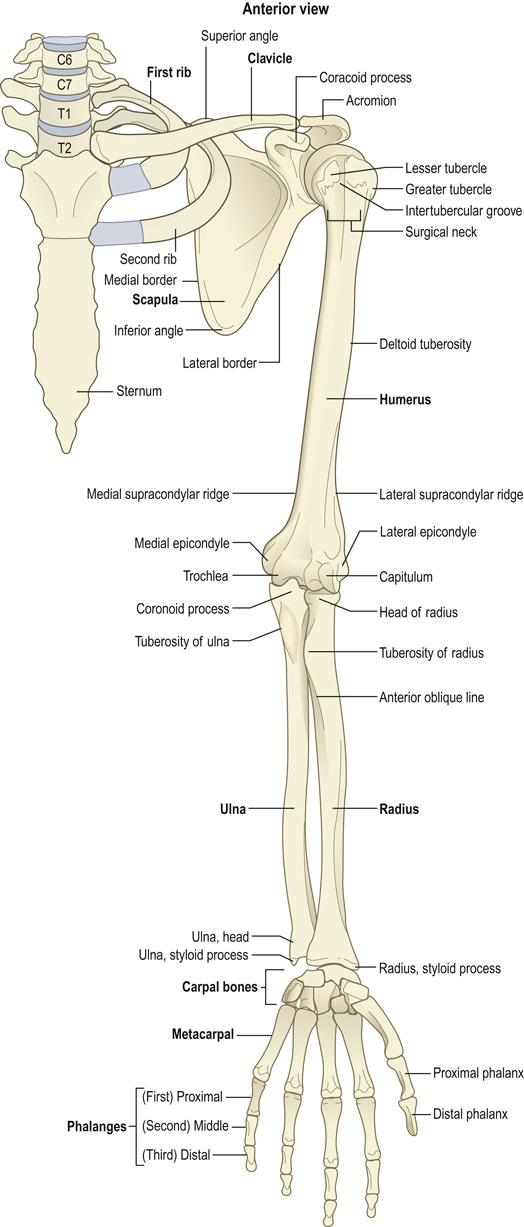 Anterior view
Superior angle
Clavicle
First rib
Coracoid process
Acromion
C6
C7
T1
T2
Lesser tubercle
Greater tubercle
Intertubercular groove
Surgical neck
Second rib
Medial border
Scapula
Inferior angle
Lateral border
Deltoid tuberosity
Sternum
Humerus
Medial supracondylar ridge
Lateral supracondylar ridge
Medial epicondyle
Lateral epicondyle
Trochlea
Capitulum
Coronoid process
Head of radius
Tuberosity of ulna
Tuberosity of radius
Anterior oblique line
Ulna
Radius
Ulna, head
Ulna, styloid process
Radius, styloid process
Carpal bones
Metacarpal
Proximal phalanx
Phalanges
(First) Proximal
(Second) Middle
(Third) Distal
Distal phalanx